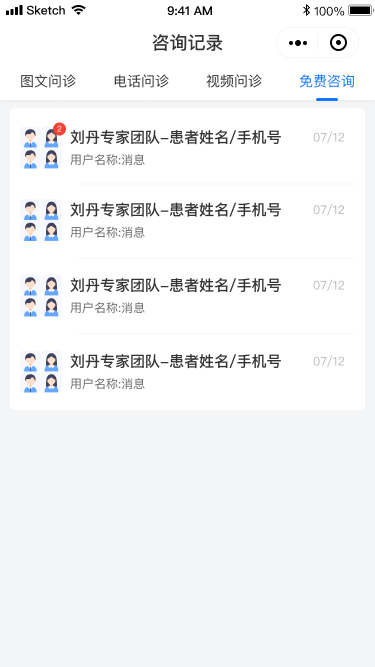 Sketch 9:41 AM 100%
咨询记录
图文问诊 电话问诊 视频问诊 免费咨询
2
刘丹专家团队-患者姓名/手机号 07/12
用户名称:消息
刘丹专家团队-患者姓名/手机号 07/12
用户名称:消息
刘丹专家团队-患者姓名/手机号 07/12
用户名称:消息
刘丹专家团队-患者姓名/手机号 07/12
用户名称:消息